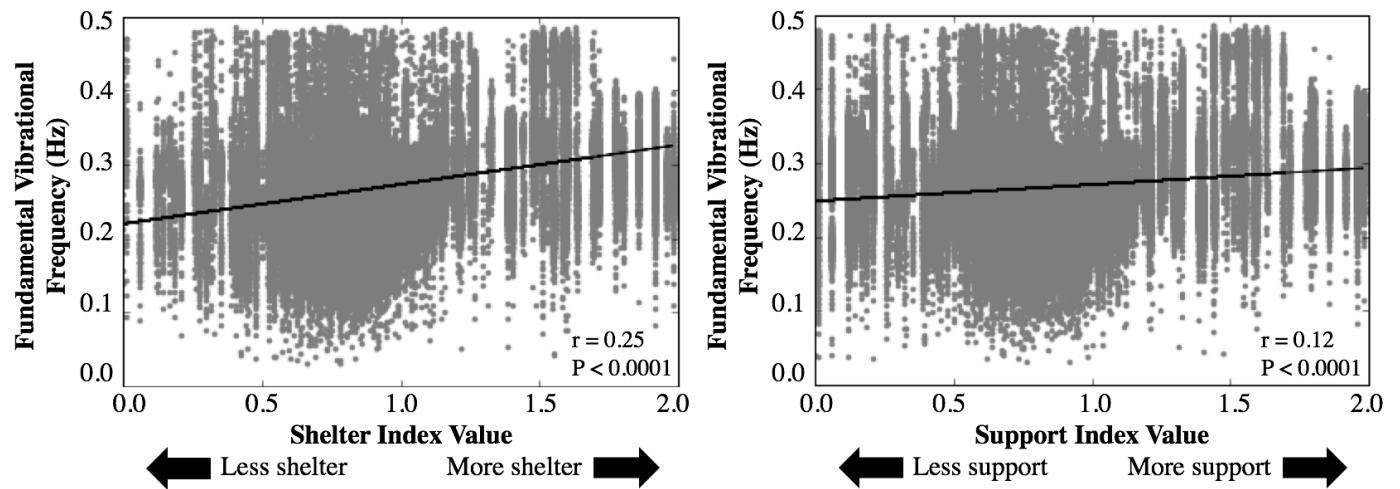 Fundamental Vibrational
Frequency (Hz)
0.5
0.4
0.3
0.2
0.1
0.0
r = 0.25
P < 0.0001
0.0 0.5 1.0 1.5 2.0
Shelter Index Value
Less shelter More shelter
Fundamental Vibrational
Frequency (Hz)
0.5
0.4
0.3
0.2
0.1
0.0
r = 0.12
P < 0.0001
0.0 0.5 1.0 1.5 2.0
Support Index Value
Less support More support